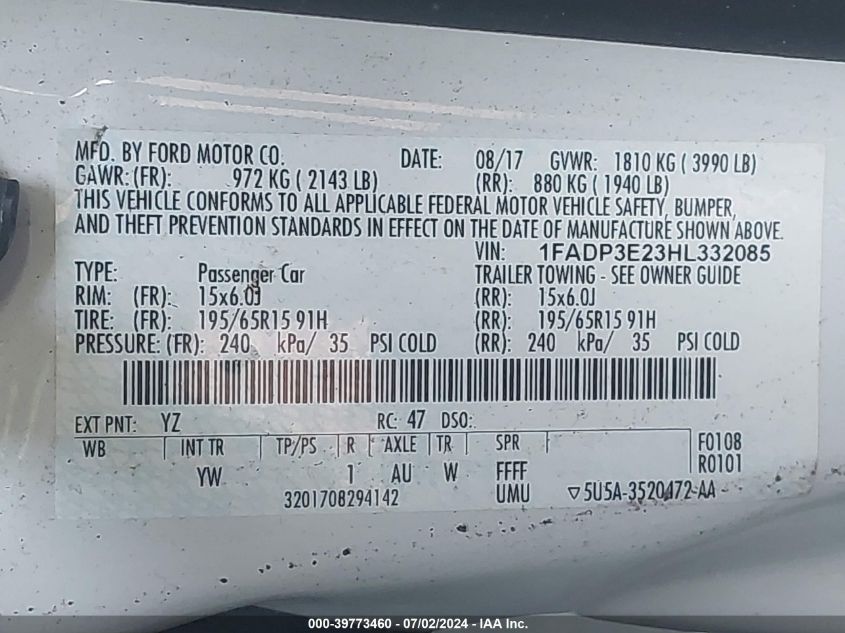 MFD. BY FORD MOTOR CO. DATE: 08/17 GVWR: 1810 KG ( 3990 LB)
GAWR: (FR): 972 KG ( 2143 LB) (RR): 880 KG ( 1940 LB)
THIS VEHICLE CONFORMS TO ALL APPLICABLE FEDERAL MOTOR VEHICLE SAFETY, BUMPER,
AND THEFT PREVENTION STANDARDS IN EFFECT ON THE DATE OF MANUFACTURE SHOWN ABOVE.
VIN: 1FADP3E23HL332085
TYPE: Passenger Car TRAILER TOWING - SEE OWNER GUIDE
RIM: (FR): 15x6.0J (RR): 15x6.0J
TIRE: (FR): 195/65R15 91H (RR): 195/65R15 91H
PRESSURE: (FR): 240 kPa/ 35 PSI COLD (RR): 240 kPa/ 35 PSI COLD
EXT PNT: YZ RC: 47 DSO:
WB INT TR TP/PS R AXLE TR SPR F0108
YW 1 AU W FFFF R0101
3201708294142 UMU ▽5U5A-3520472-AA
000-39773460 - 07/02/2024 - IAA Inc.